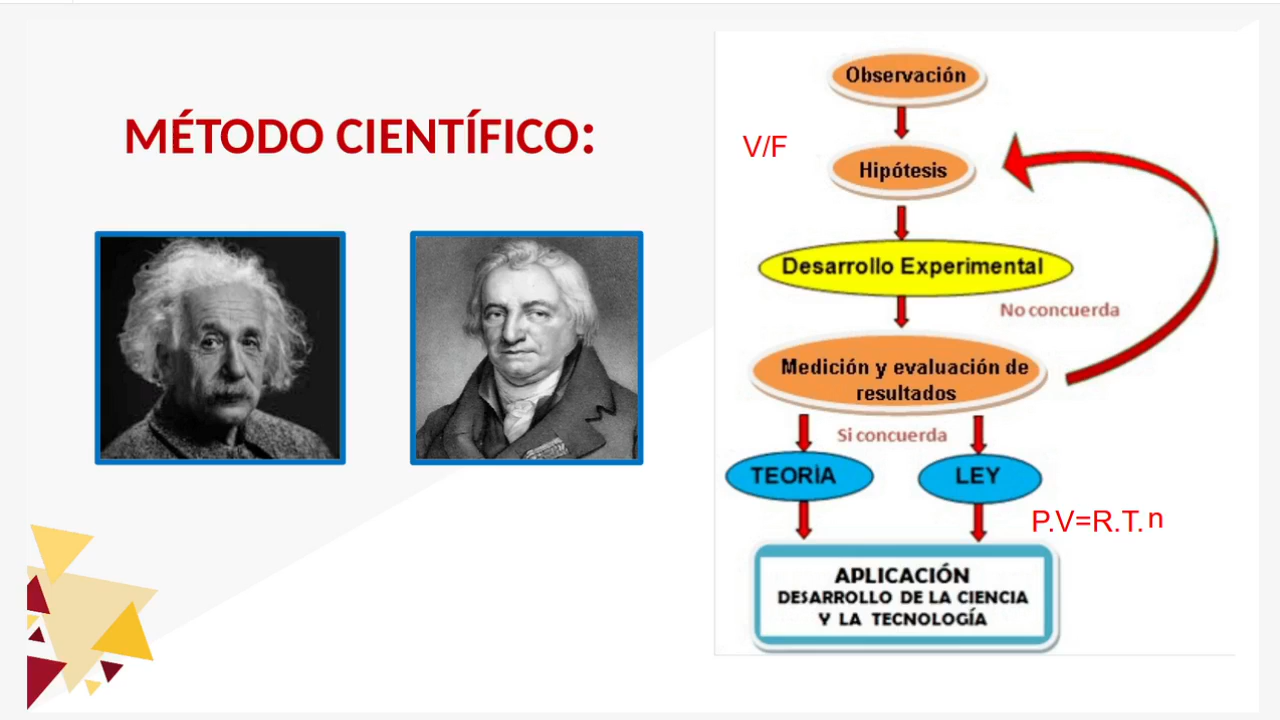 MÉTODO CIENTÍFICO:
Observación
V/F
Hipótesis
Desarrollo Experimental
No concuerda
Medición y evaluación de
resultados
Si concuerda
TEORÍA
LEY
P.V=R.T.n
APLICACIÓN
DESARROLLO DE LA CIENCIA
Y LA TECNOLOGÍA